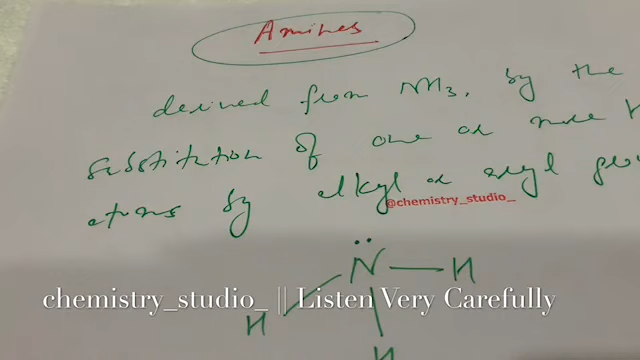 Amines
derived from NH3, by the
substitution of one or more H
atoms by alkyl or aryl grou
@chemistry_studio_
N H
chemistry_studio_ || Listen Very Carefully
H
H